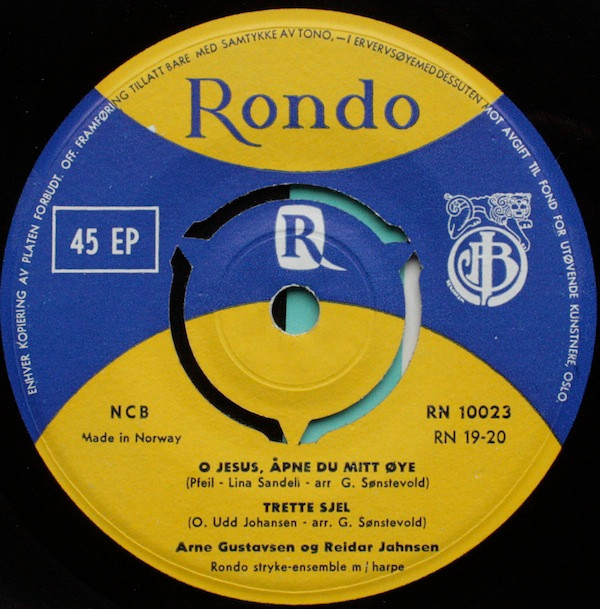 ENHVER KOPIERING AV PLATEN FORBUDT. OFF. FRAMFØRING TILLATT BARE MED SAMTYKKE AV TONO, — I ERVERVSØYEMED DESSUTEN MOT AVGIFT TIL FOND FOR UTØVENDE KUNSTNERE, OSLO.
Rondo
45 EP
R
JB
NCB
RN 10023
Made in Norway
RN 19-20
O JESUS, ÅPNE DU MITT ØYE
(Pfeil - Lina Sandell - arr G. Sønstevold)
TRETTE SJEL
(O. Udd Johansen - arr. G. Sønstevold)
Arne Gustavsen og Reidar Jahnsen
Rondo stryke-ensemble m/harpe